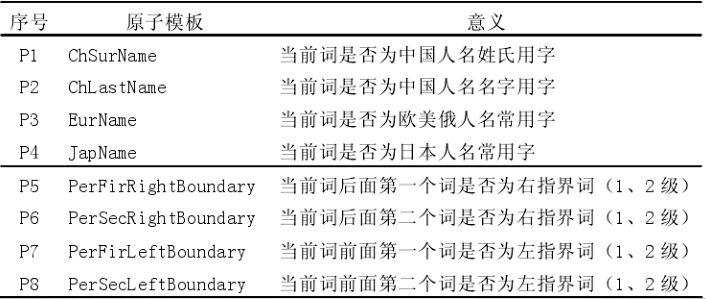 序号 原子模板 意义
P1 ChSurName 当前词是否为中国人名姓氏用字
P2 ChLastName 当前词是否为中国人名名字用字
P3 EurName 当前词是否为欧美俄人名常用字
P4 JapName 当前词是否为日本人名常用字
P5 PerFirRightBoundary 当前词后面第一个词是否为右指界词（1、2 级）
P6 PerSecRightBoundary 当前词后面第二个词是否为右指界词（1、2 级）
P7 PerFirLeftBoundary 当前词前面第一个词是否为左指界词（1、2 级）
P8 PerSecLeftBoundary 当前词前面第二个词是否为左指界词（1、2 级）